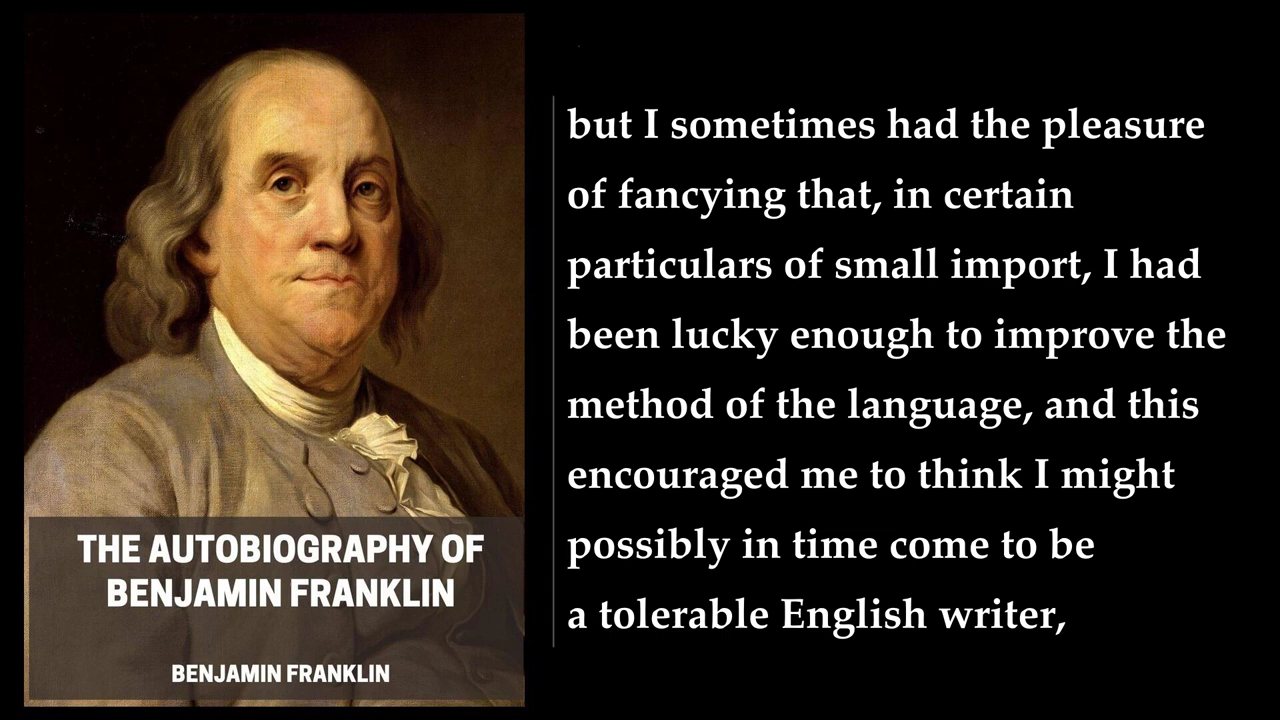 THE AUTOBIOGRAPHY OF
BENJAMIN FRANKLIN
BENJAMIN FRANKLIN
but I sometimes had the pleasure
of fancying that, in certain
particulars of small import, I had
been lucky enough to improve the
method of the language, and this
encouraged me to think I might
possibly in time come to be
a tolerable English writer,